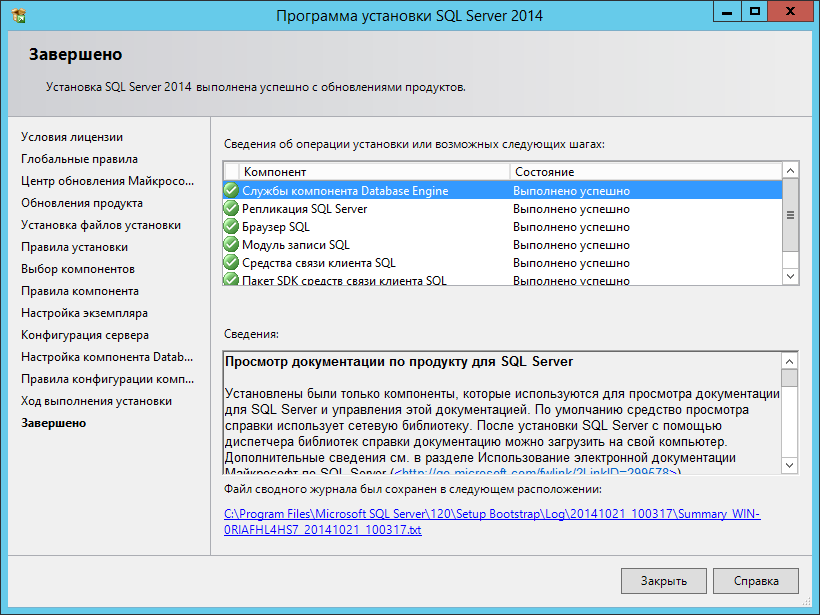 Программа установки SQL Server 2014
Завершено
Установка SQL Server 2014 выполнена успешно с обновлениями продуктов.
Условия лицензии
Глобальные правила
Центр обновления Майкросо...
Обновления продукта
Установка файлов установки
Правила установки
Выбор компонентов
Правила компонента
Настройка экземпляра
Конфигурация сервера
Настройка компонента Datab...
Правила конфигурации комп...
Ход выполнения установки
Завершено
Сведения об операции установки или возможных следующих шагах:
Компонент Состояние
Службы компонента Database Engine Выполнено успешно
Репликация SQL Server Выполнено успешно
Браузер SQL Выполнено успешно
Модуль записи SQL Выполнено успешно
Средства связи клиента SQL Выполнено успешно
Пакет SDK средств связи клиента SQL Выполнено успешно
Сведения:
Просмотр документации по продукту для SQL Server
Установлены были только компоненты, которые используются для просмотра документации
для SQL Server и управления этой документацией. По умолчанию средство просмотра
справки использует сетевую библиотеку. После установки SQL Server с помощью
диспетчера библиотек справки документацию можно загрузить на свой компьютер.
Дополнительные сведения см. в разделе Использование электронной документации
Майкрософт по SQL Server (<http://go.microsoft.com/fwlink/?LinkID=299578>).
Файл сводного журнала был сохранен в следующем расположении:
C:\Program Files\Microsoft SQL Server\120\Setup Bootstrap\Log\20141021_100317\Summary_WIN-
0RIAFHL4HS7_20141021_100317.txt
Закрыть
Справка